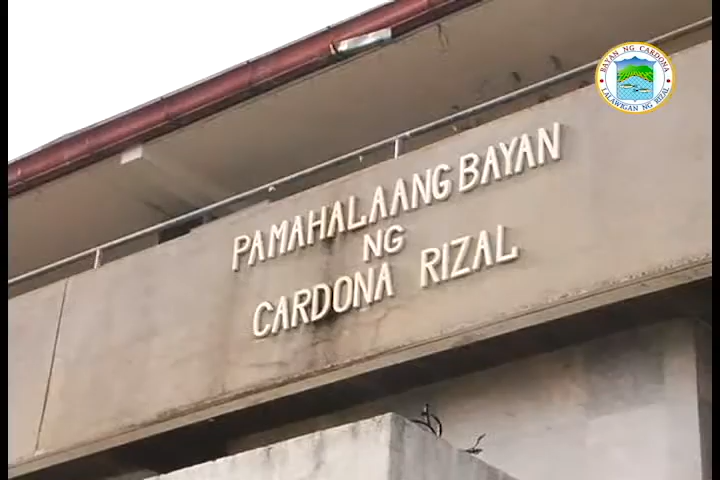 PAMAHALAANG BAYAN
NG
CARDONA RIZAL
BAYAN NG CARDONA
LALAWIGAN NG RIZAL